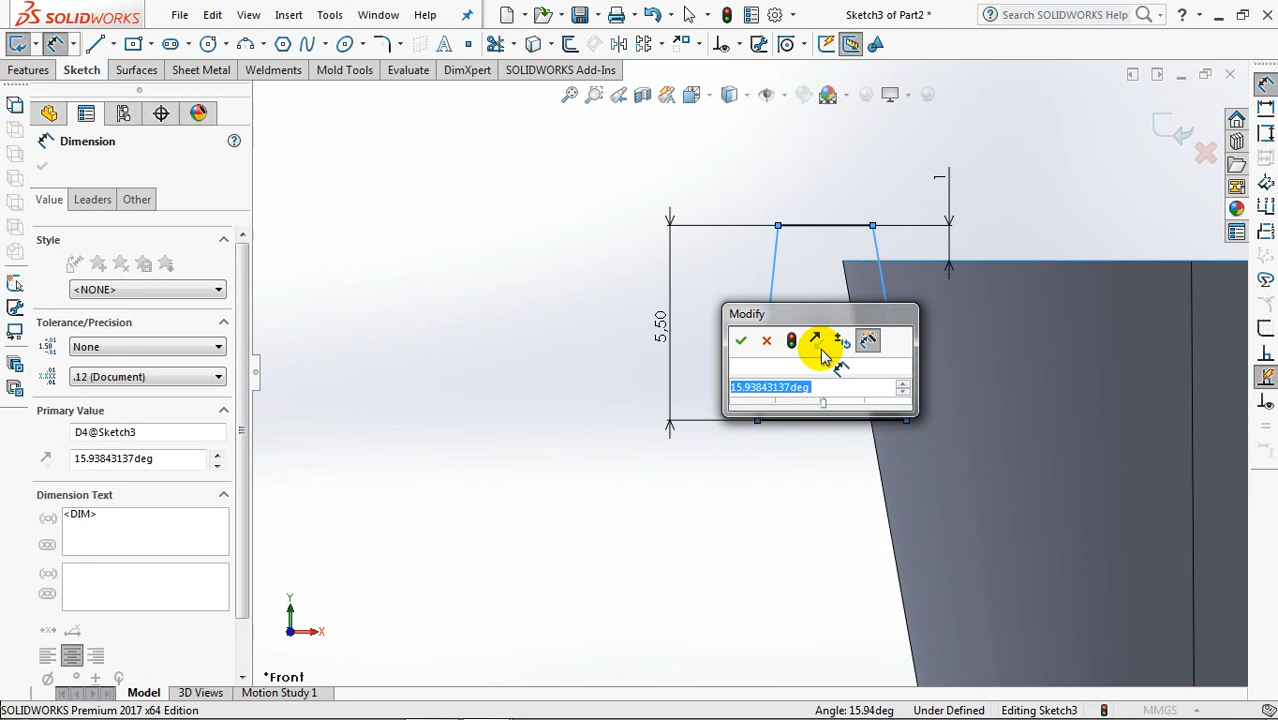 SOLIDWORKS File Edit View Insert Tools Window Help Sketch3 of Part2 * Search SOLIDWORKS Help ?
Features Sketch Surfaces Sheet Metal Weldments Mold Tools Evaluate DimXpert SOLIDWORKS Add-Ins
Dimension ?
Value Leaders Other
Style
<NONE>
Tolerance/Precision
None
.12 (Document)
Primary Value
D4@Sketch3
15.93843137deg
Dimension Text
<DIM>
1
5,50
Modify
15.93843137deg
Y
X
*Front
Model 3D Views Motion Study 1
SOLIDWORKS Premium 2017 x64 Edition Angle: 15.94deg Under Defined Editing Sketch3 MMGS